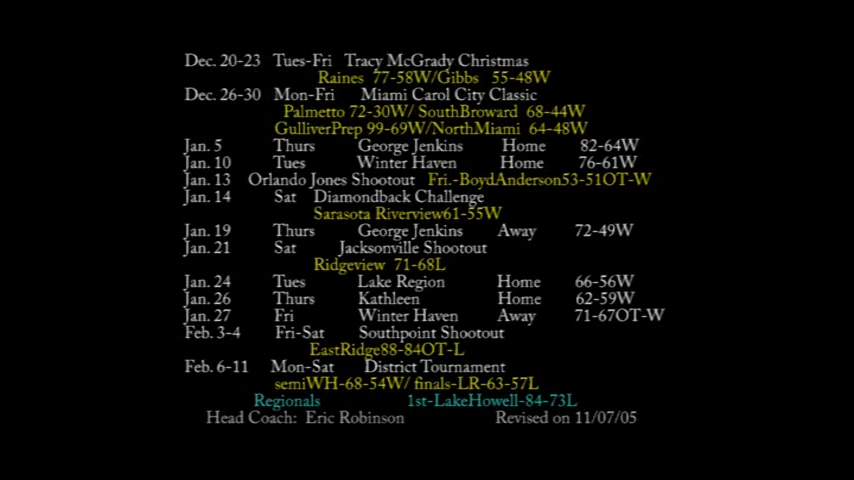 Dec. 20-23 Tues-Fri Tracy McGrady Christmas
Raines 77-58W/Gibbs 55-48W
Dec. 26-30 Mon-Fri Miami Carol City Classic
Palmetto 72-30W/ SouthBroward 68-44W
GulliverPrep 99-69W/NorthMiami 64-48W
Jan. 5 Thurs George Jenkins Home 82-64W
Jan. 10 Tues Winter Haven Home 76-61W
Jan. 13 Orlando Jones Shootout Fri.-BoydAnderson53-51OT-W
Jan. 14 Sat Diamondback Challenge
Sarasota Riverview61-55W
Jan. 19 Thurs George Jenkins Away 72-49W
Jan. 21 Sat Jacksonville Shootout
Ridgeview 71-68L
Jan. 24 Tues Lake Region Home 66-56W
Jan. 26 Thurs Kathleen Home 62-59W
Jan. 27 Fri Winter Haven Away 71-67OT-W
Feb. 3-4 Fri-Sat Southpoint Shootout
EastRidge88-84OT-L
Feb. 6-11 Mon-Sat District Tournament
semiWH-68-54W/ finals-LR-63-57L
Regionals 1st-LakeHowell-84-73L
Head Coach: Eric Robinson Revised on 11/07/05